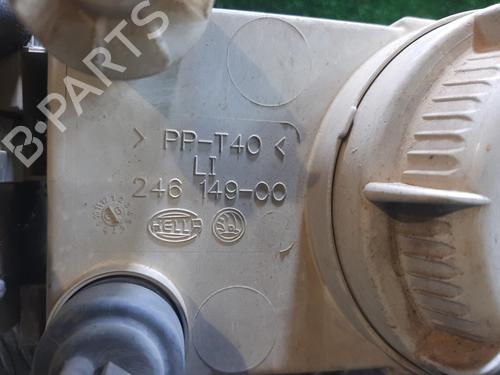 B-PARTS
> PP-T40 <
LI
246 149-00
HELLA